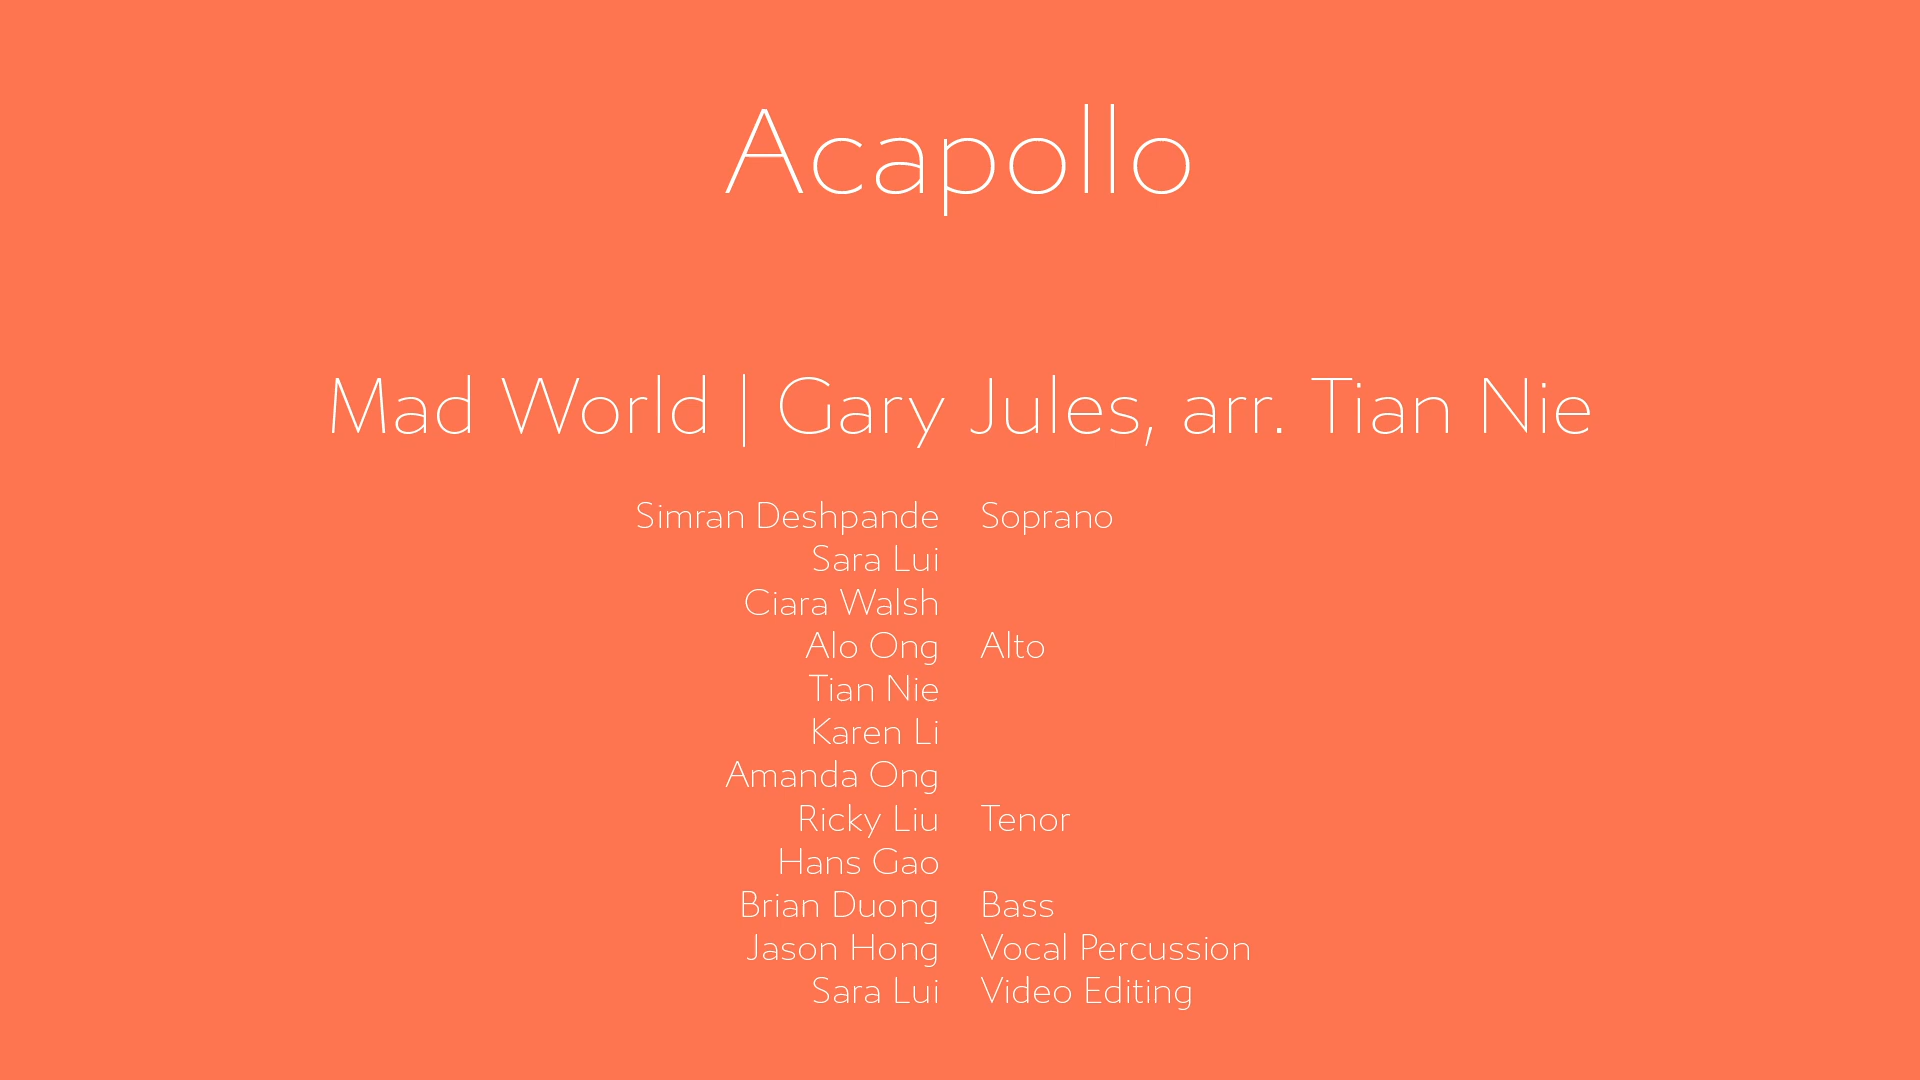 Acapollo
Mad World | Gary Jules, arr. Tian Nie
Simran Deshpande Soprano
Sara Lui
Ciara Walsh
Alo Ong Alto
Tian Nie
Karen Li
Amanda Ong
Ricky Liu Tenor
Hans Gao
Brian Duong Bass
Jason Hong Vocal Percussion
Sara Lui Video Editing